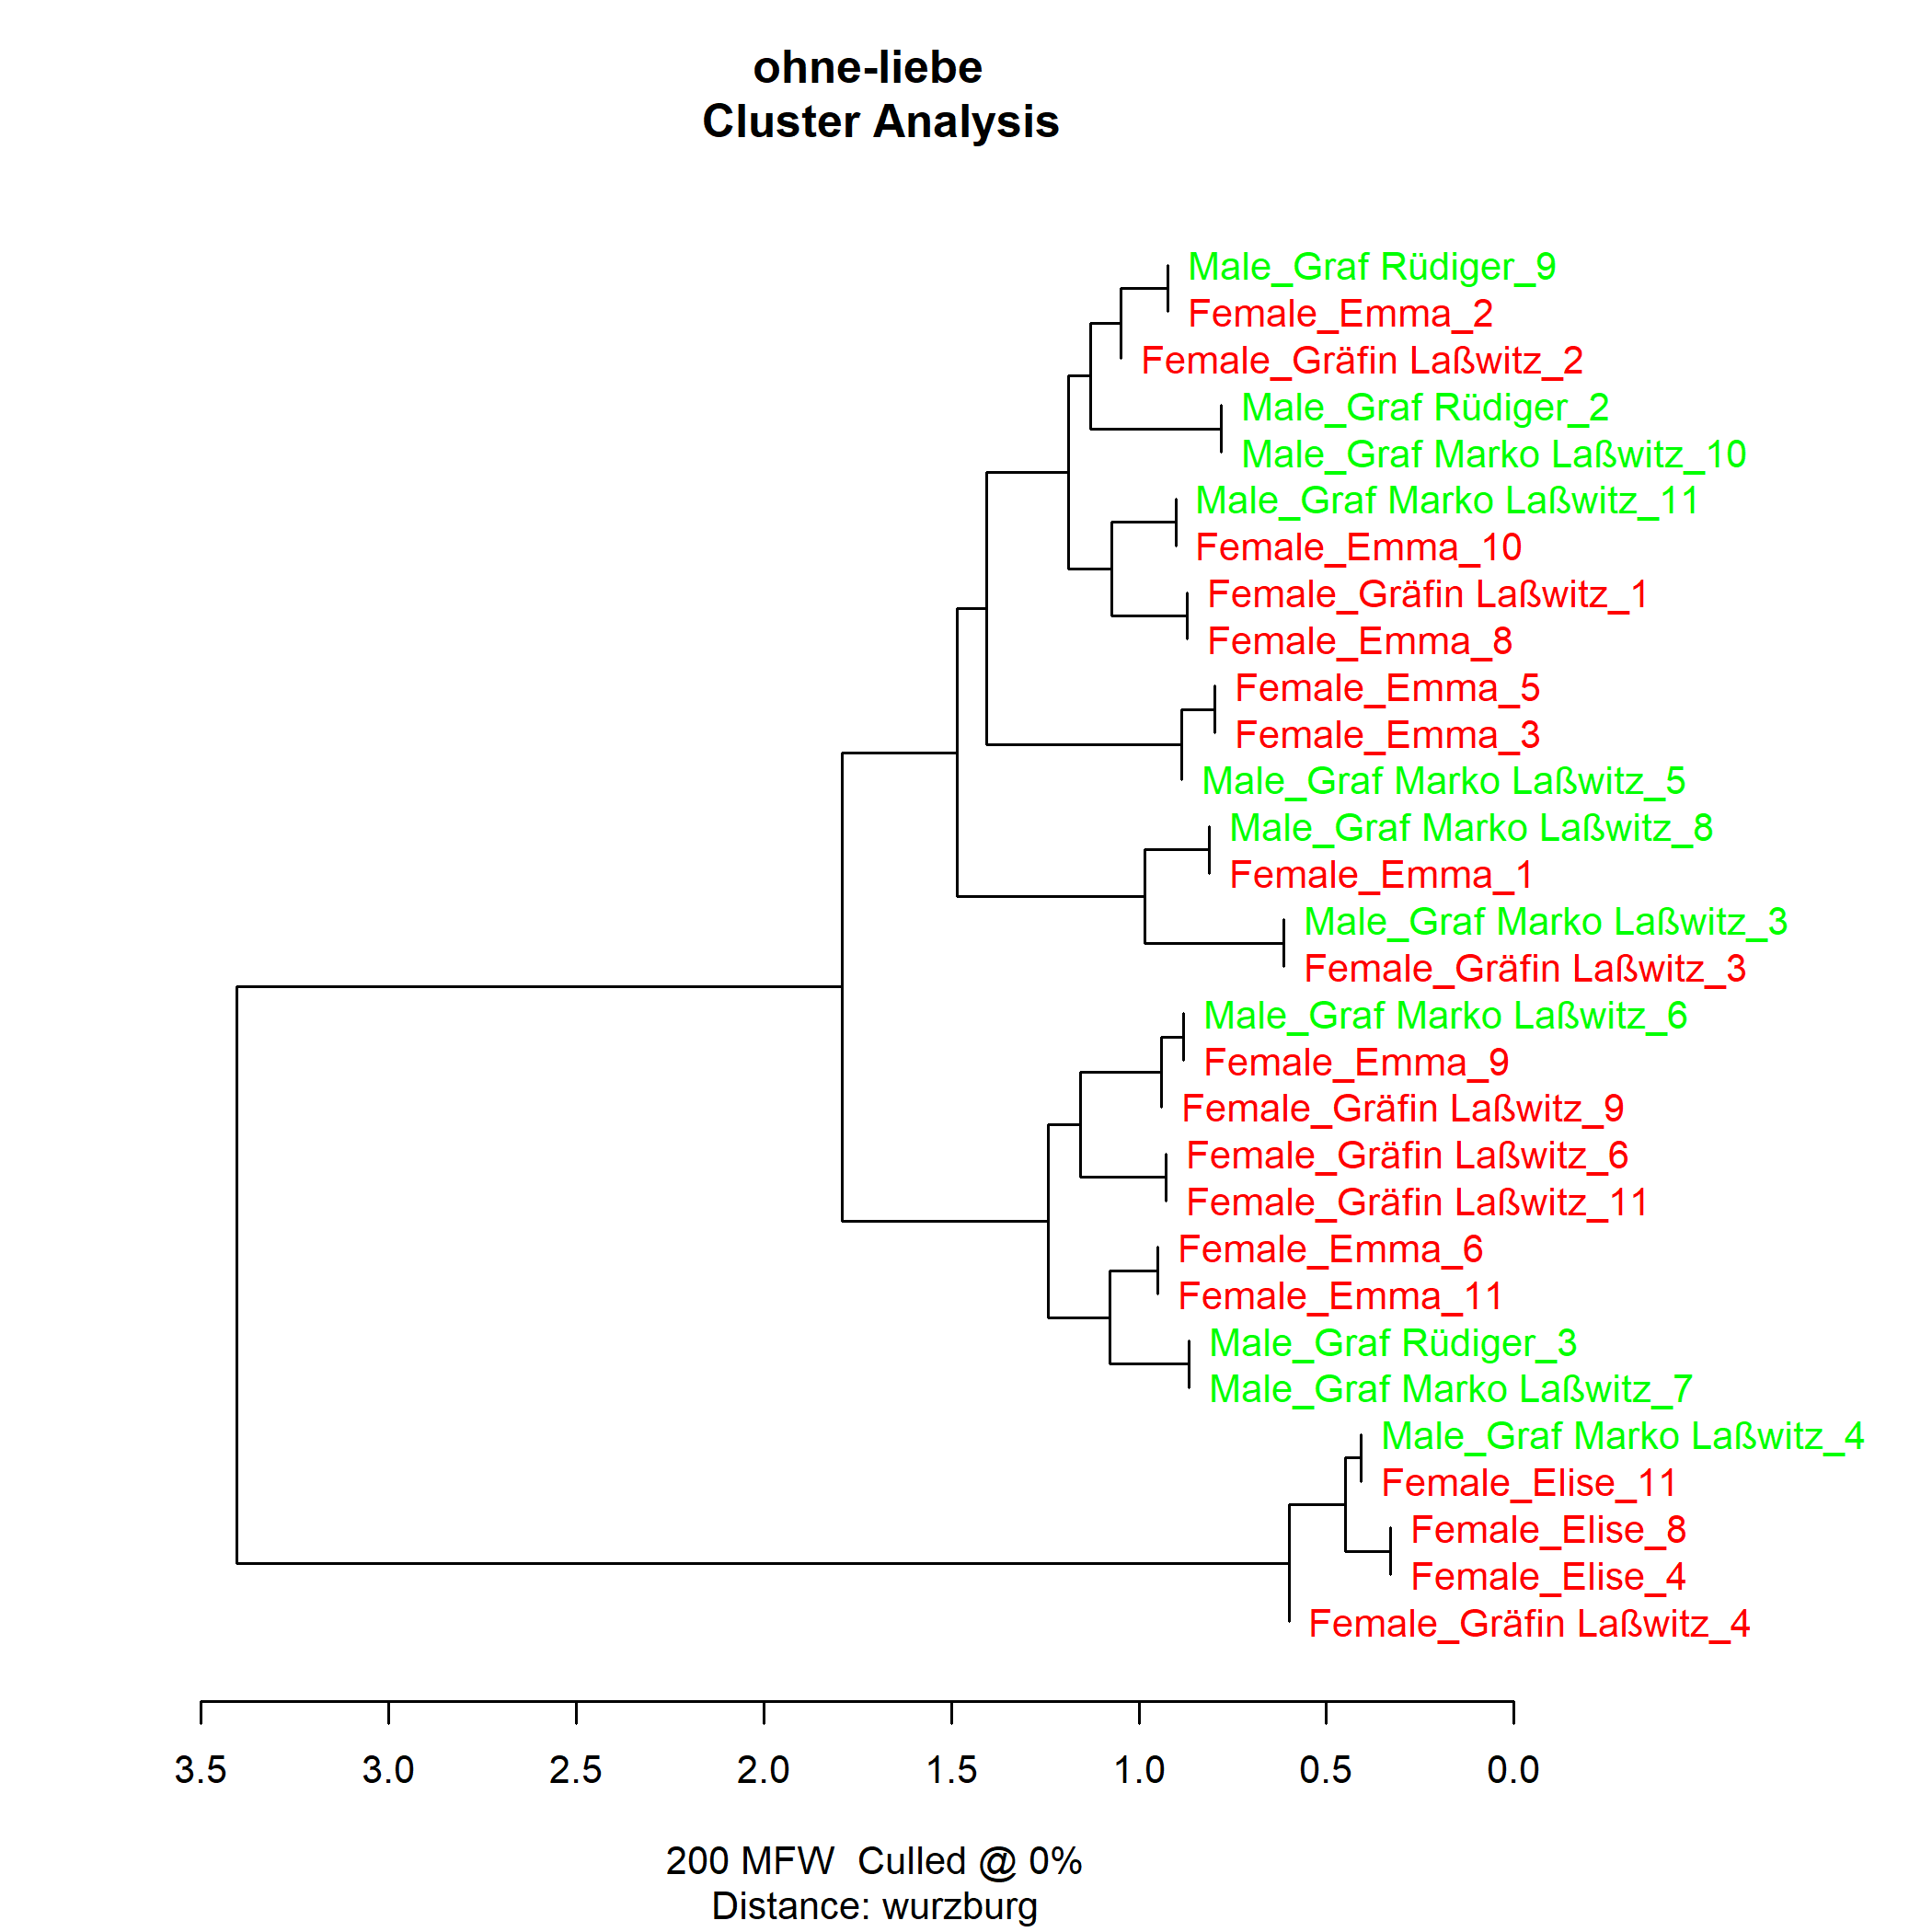 ohne-liebe
Cluster Analysis
Male_Graf Rüdiger_9
Female_Emma_2
Female_Gräfin Laßwitz_2
Male_Graf Rüdiger_2
Male_Graf Marko Laßwitz_10
Male_Graf Marko Laßwitz_11
Female_Emma_10
Female_Gräfin Laßwitz_1
Female_Emma_8
Female_Emma_5
Female_Emma_3
Male_Graf Marko Laßwitz_5
Male_Graf Marko Laßwitz_8
Female_Emma_1
Male_Graf Marko Laßwitz_3
Female_Gräfin Laßwitz_3
Male_Graf Marko Laßwitz_6
Female_Emma_9
Female_Gräfin Laßwitz_9
Female_Gräfin Laßwitz_6
Female_Gräfin Laßwitz_11
Female_Emma_6
Female_Emma_11
Male_Graf Rüdiger_3
Male_Graf Marko Laßwitz_7
Male_Graf Marko Laßwitz_4
Female_Elise_11
Female_Elise_8
Female_Elise_4
Female_Gräfin Laßwitz_4
3.5 3.0 2.5 2.0 1.5 1.0 0.5 0.0
200 MFW  Culled @ 0%
Distance: wurzburg